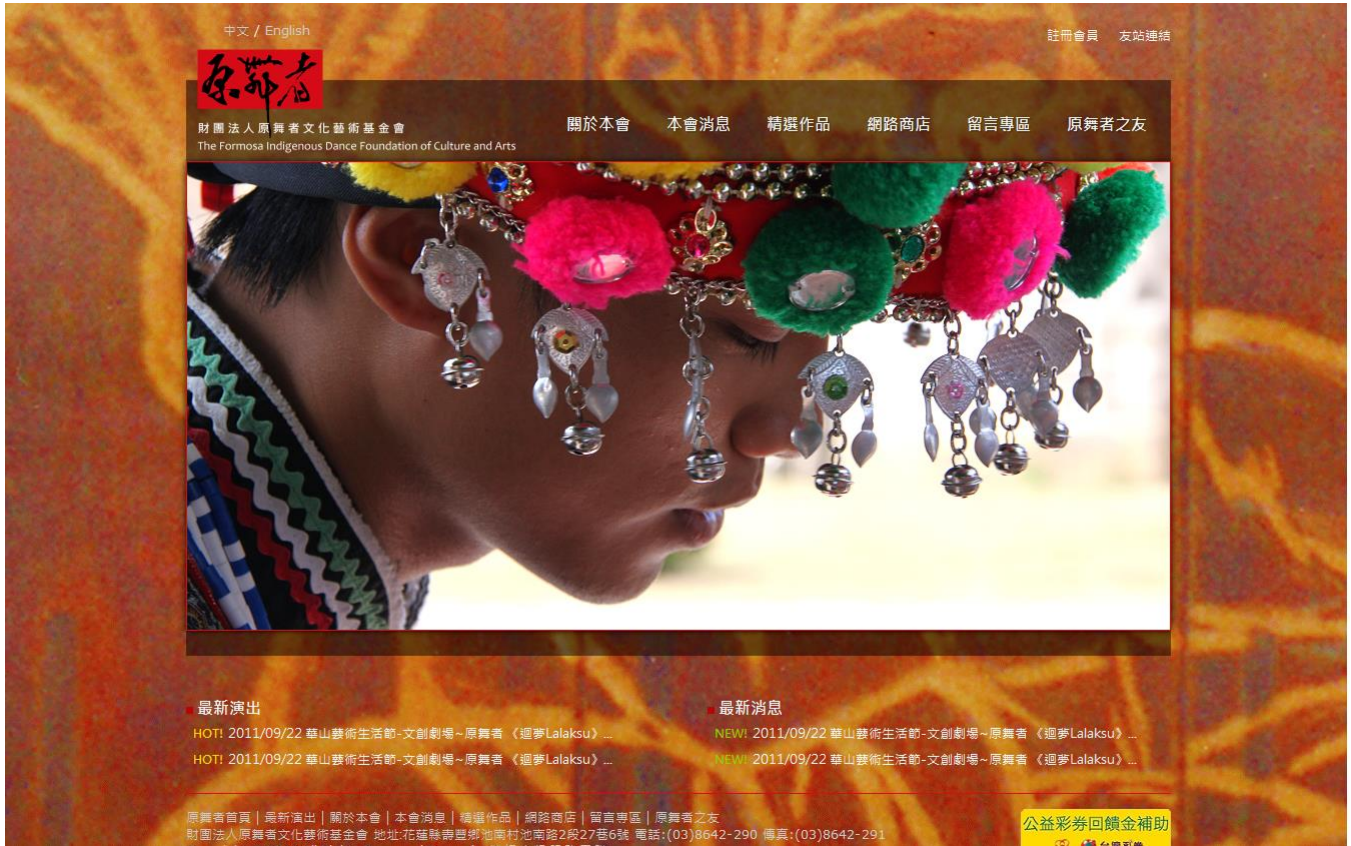 中文 / English
註冊會員 友站連結
原舞者
財團法人原舞者文化藝術基金會
The Formosa Indigenous Dance Foundation of Culture and Arts
關於本會 本會消息 精選作品 網路商店 留言專區 原舞者之友
最新演出
HOT! 2011/09/22 華山藝術生活節-文創劇場~原舞者 《迴夢Lalaksu》...
HOT! 2011/09/22 華山藝術生活節-文創劇場~原舞者 《迴夢Lalaksu》...
最新消息
NEW! 2011/09/22 華山藝術生活節-文創劇場~原舞者 《迴夢Lalaksu》...
NEW! 2011/09/22 華山藝術生活節-文創劇場~原舞者 《迴夢Lalaksu》...
原舞者首頁 | 最新演出 | 關於本會 | 本會消息 | 精選作品 | 網路商店 | 留言專區 | 原舞者之友
財團法人原舞者文化藝術基金會 地址:花蓮縣壽豐鄉池南村池南路2段27巷6號 電話:(03)8642-290 傳真:(03)8642-291
公益彩券回饋金補助
台灣彩券